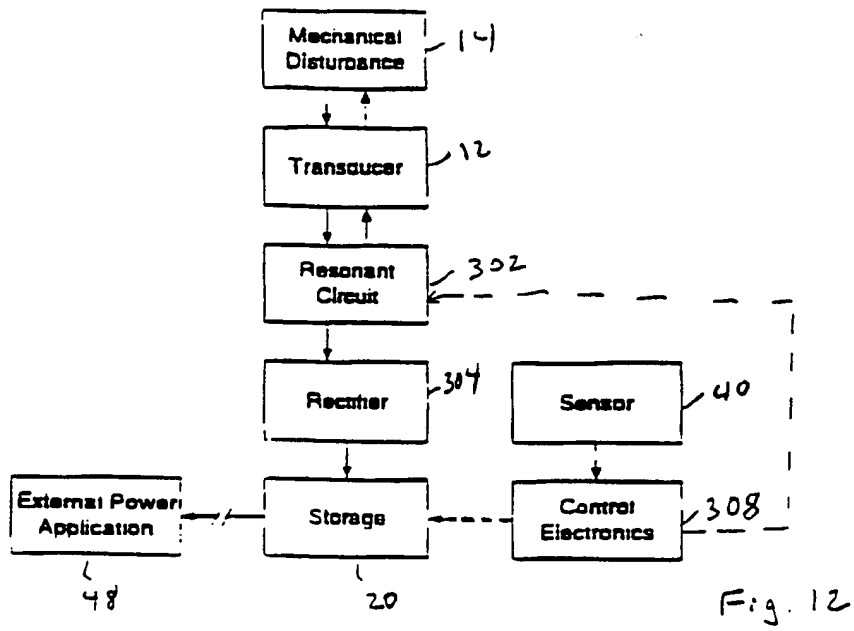 Mechanical
Disturbance
14
Transducer
12
Resonant
Circuit
302
Rectifier
304
Sensor
40
External Power
Application
48
Storage
20
Control
Electronics
308
Fig. 12